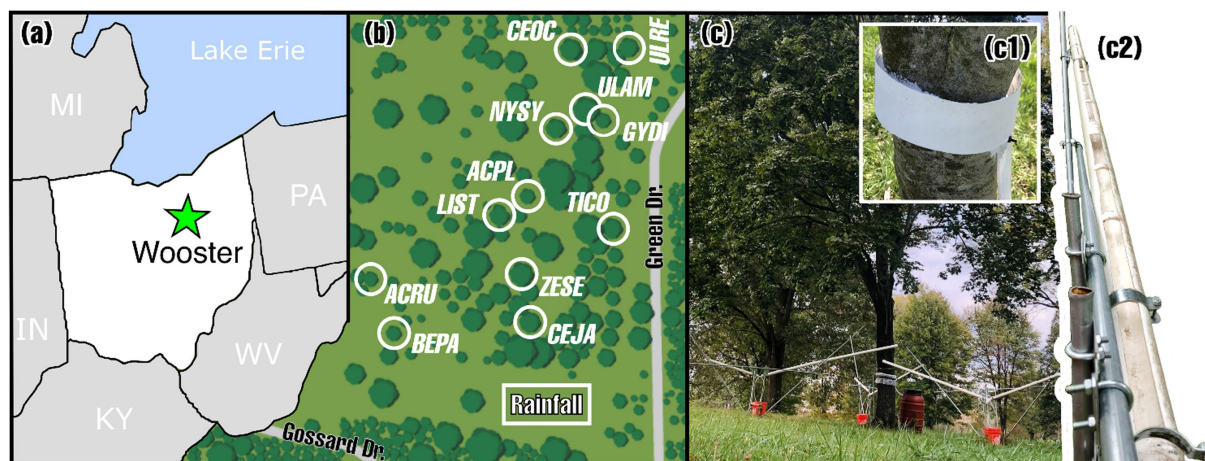 (a)
Lake Erie
MI
PA
Wooster
IN
WV
KY
(b)
CEOC
ULRE
ULAM
NYSY
GYDI
ACPL
LIST
TICO
Green Dr.
ACRU
ZESE
BEPA
CEJA
Rainfall
Gossard Dr.
(c)
(c1)
(c2)